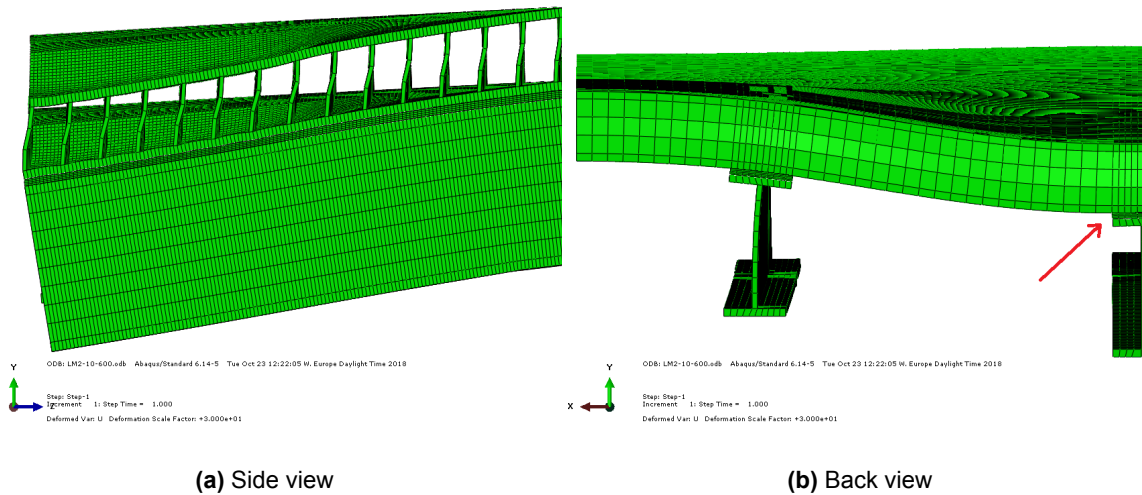 Y
Z
ODB: LM2-10-600.odb    Abaqus/Standard 6.14-5    Tue Oct 23 12:22:05 W. Europe Daylight Time 2018
Step: Step-1
Increment    1: Step Time =    1.000
Deformed Var: U   Deformation Scale Factor: +3.000e+01
(a) Side view
Y
X
ODB: LM2-10-600.odb    Abaqus/Standard 6.14-5    Tue Oct 23 12:22:05 W. Europe Daylight Time 2018
Step: Step-1
Increment    1: Step Time =    1.000
Deformed Var: U   Deformation Scale Factor: +3.000e+01
(b) Back view